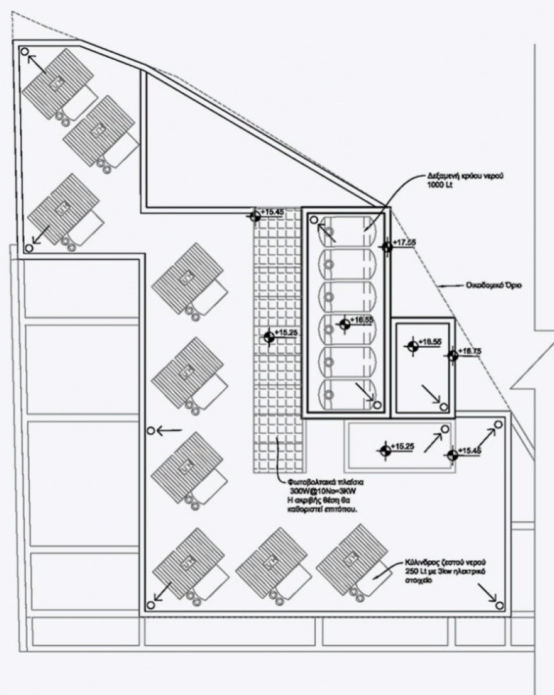 Δεξαμενή κρύου νερού
1000 Lt
+15.45
+17.55
Οικοδομικό Όριο
+16.55
+15.25
+16.55
+16.75
+15.25
+15.45
Φωτοβολταικά πλαίσια
300W@10No=3KW
Η ακριβής θέση θα
καθοριστεί επιτόπου.
Κύλινδρος ζεστού νερού
250 Lt με 3kw ηλεκτρικό
στοιχείο